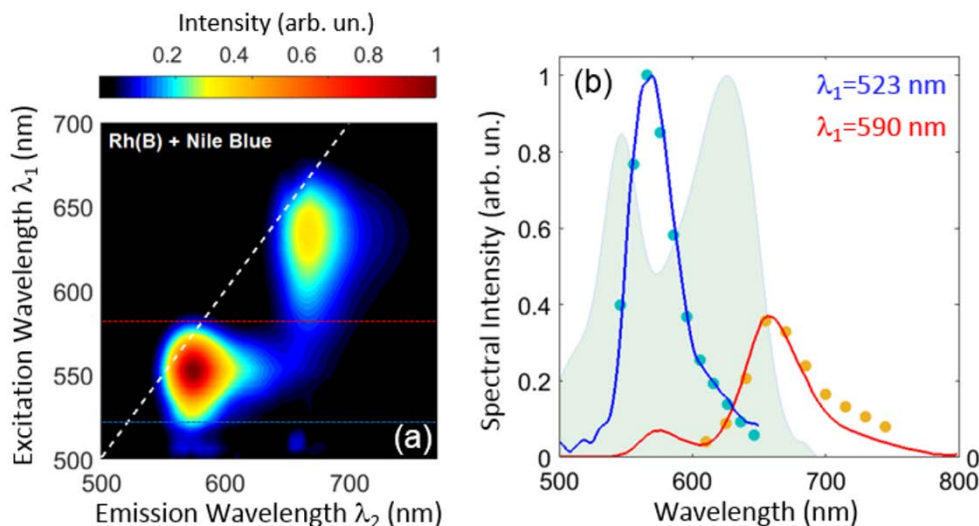 Intensity (arb. un.)
0.2 0.4 0.6 0.8 1
Excitation Wavelength λ₁ (nm)
700
650
600
550
500
Rh(B) + Nile Blue
(a)
500 600 700
Emission Wavelength λ₂ (nm)
Spectral Intensity (arb. un.)
1
0.8
0.6
0.4
0.2
0
(b)
λ₁=523 nm
λ₁=590 nm
0
500 600 700 800
Wavelength (nm)